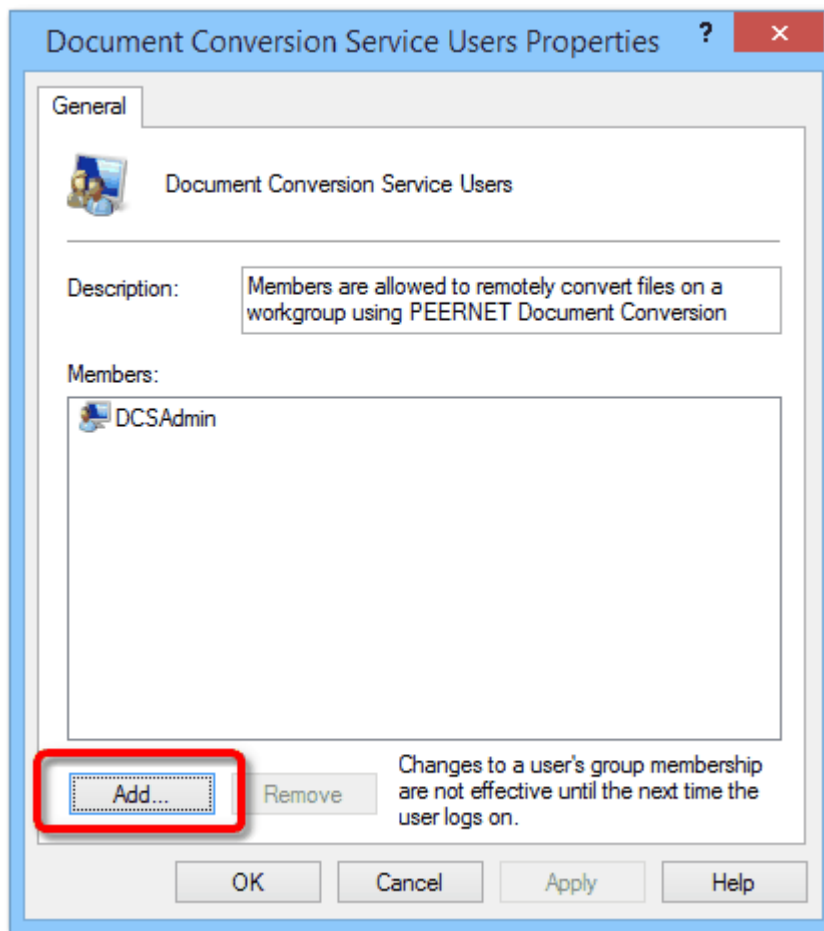 Document Conversion Service Users Properties
?
General
Document Conversion Service Users
Description:
Members are allowed to remotely convert files on a
workgroup using PEERNET Document Conversion
Members:
DCSAdmin
Add...
Remove
Changes to a user's group membership
are not effective until the next time the
user logs on.
OK
Cancel
Apply
Help